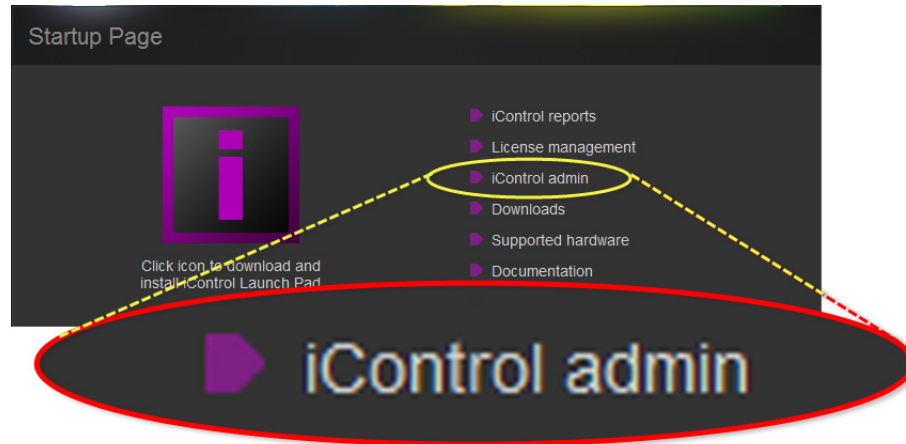 Startup Page
iControl reports
License management
iControl admin
Downloads
Supported hardware
Documentation
Click icon to download and
install iControl Launch Pad
iControl admin